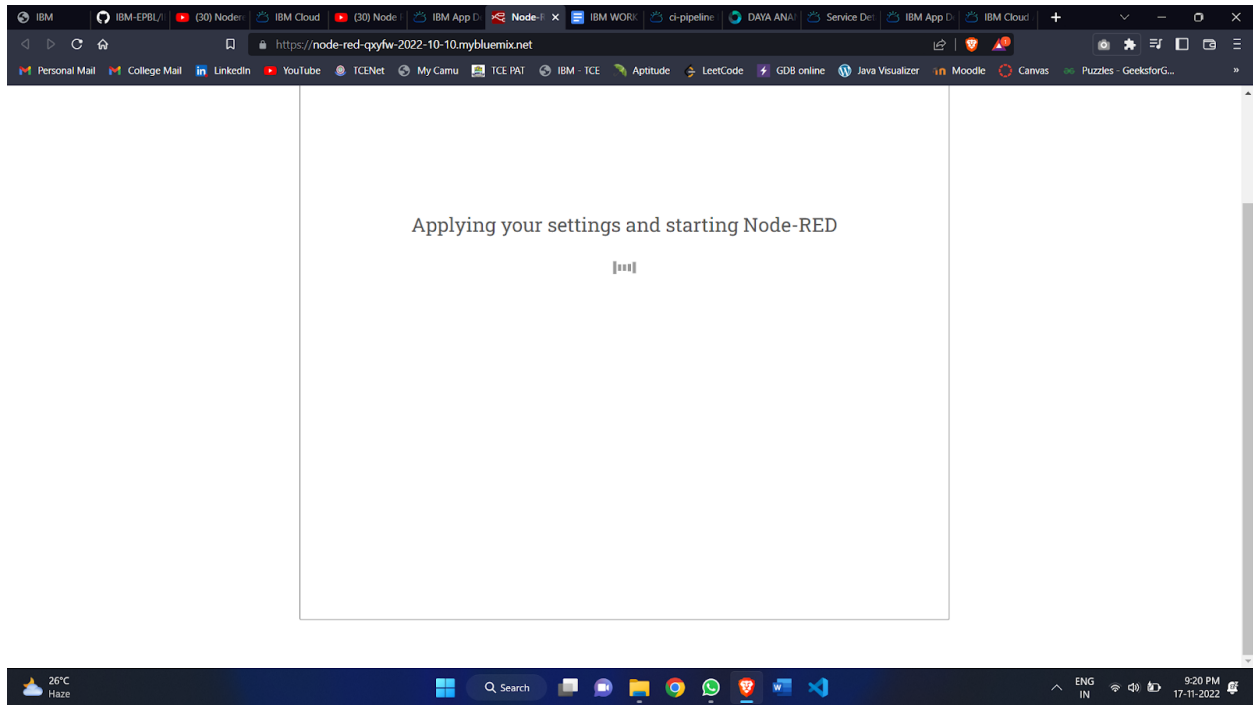 IBM
IBM-EPBL/I
(30) Nodere
IBM Cloud
(30) Node
IBM App D
Node-R
IBM WORK
ci-pipeline
DAYA ANA
Service Det
IBM App D
IBM Cloud
https://node-red-qxyfw-2022-10-10.mybluemix.net
Personal Mail
College Mail
LinkedIn
YouTube
TCENet
My Camu
TCE PAT
IBM - TCE
Aptitude
LeetCode
GDB online
Java Visualizer
Moodle
Canvas
Puzzles - GeeksforG...
Applying your settings and starting Node-RED
26°C
Haze
Search
ENG
IN
9:20 PM
17-11-2022